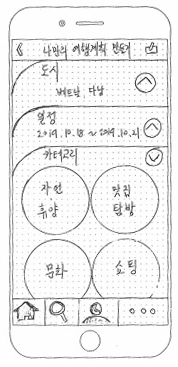 나만의 여행계획 만들기
도시
베트남 다낭
일정
2019.10.18 ~ 2019.10.21
카테고리
자연
휴양
맛집
탐방
문화
쇼핑